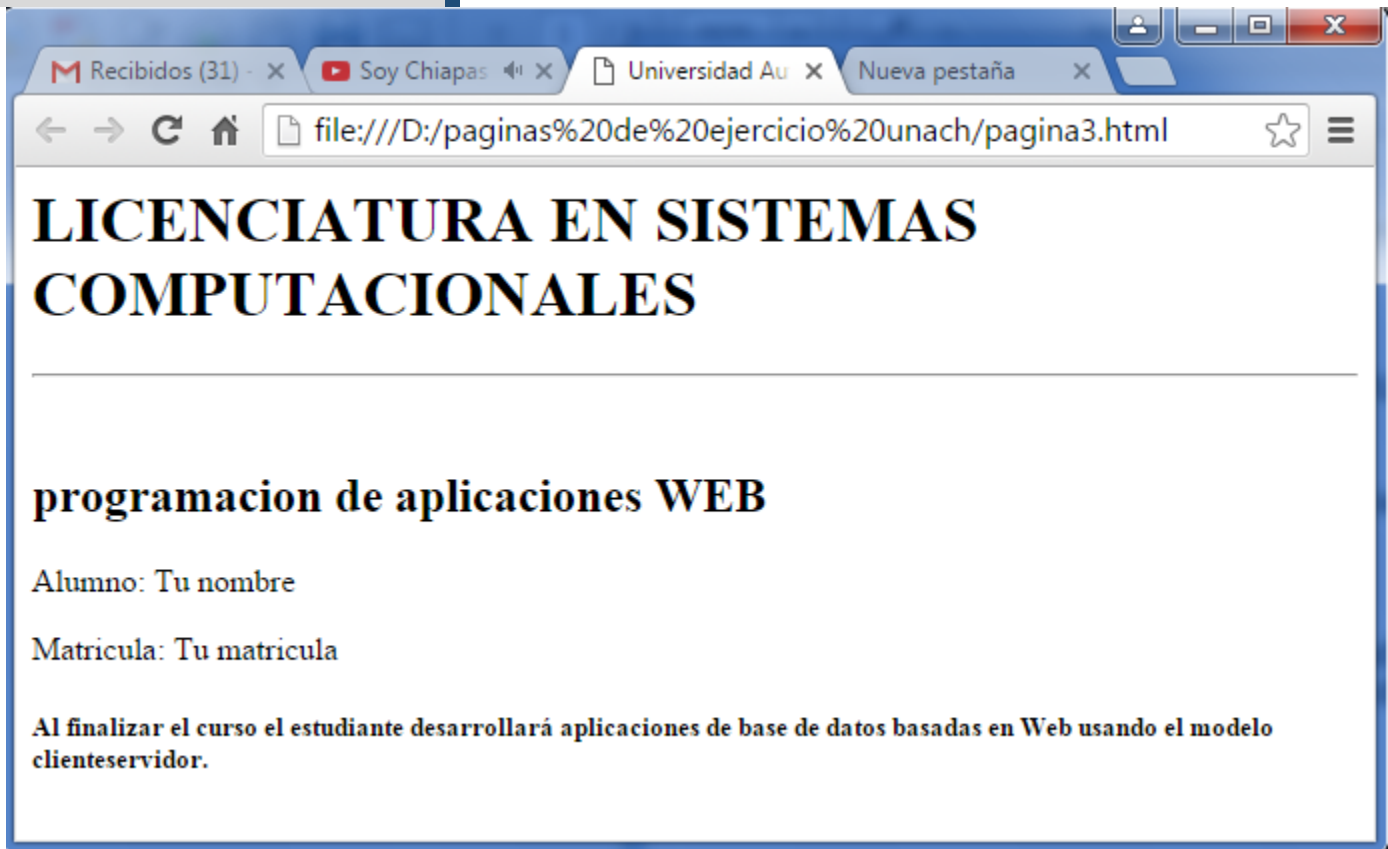 Recibidos (31) -
Soy Chiapas
Universidad Au
Nueva pestaña
file:///D:/paginas%20de%20ejercicio%20unach/pagina3.html
LICENCIATURA EN SISTEMAS
COMPUTACIONALES
programacion de aplicaciones WEB
Alumno: Tu nombre
Matricula: Tu matricula
Al finalizar el curso el estudiante desarrollará aplicaciones de base de datos basadas en Web usando el modelo
clienteservidor.